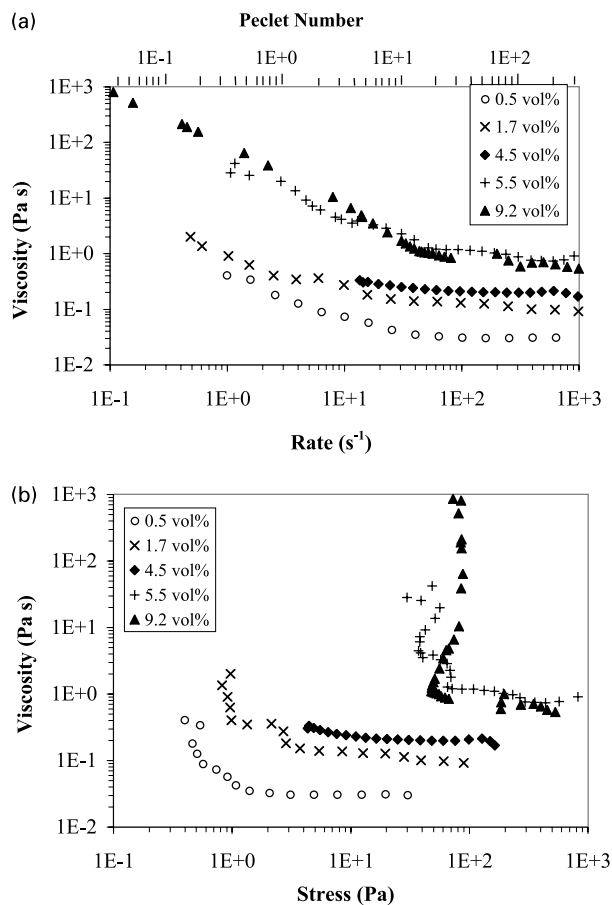 (a)
Peclet Number
1E-1 1E+0 1E+1 1E+2
1E+3
1E+2
1E+1
1E+0
1E-1
1E-2
Viscosity (Pa s)
0.5 vol%
1.7 vol%
4.5 vol%
5.5 vol%
9.2 vol%
1E-1 1E+0 1E+1 1E+2 1E+3
Rate (s⁻¹)
(b)
1E+3
1E+2
1E+1
1E+0
1E-1
1E-2
Viscosity (Pa s)
0.5 vol%
1.7 vol%
4.5 vol%
5.5 vol%
9.2 vol%
1E-1 1E+0 1E+1 1E+2 1E+3
Stress (Pa)